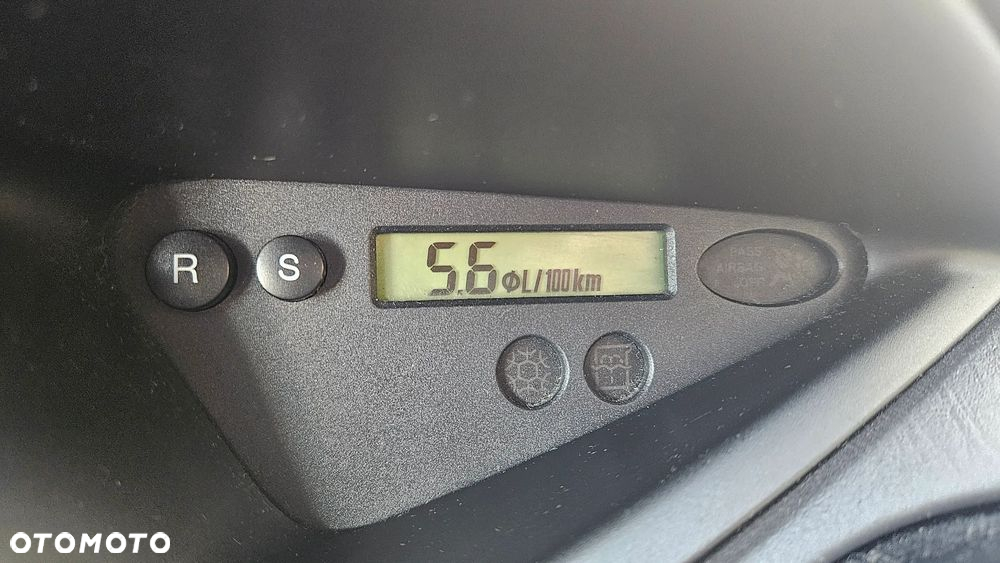 R
S
5.6 ΦL/100km
OTOMOTO